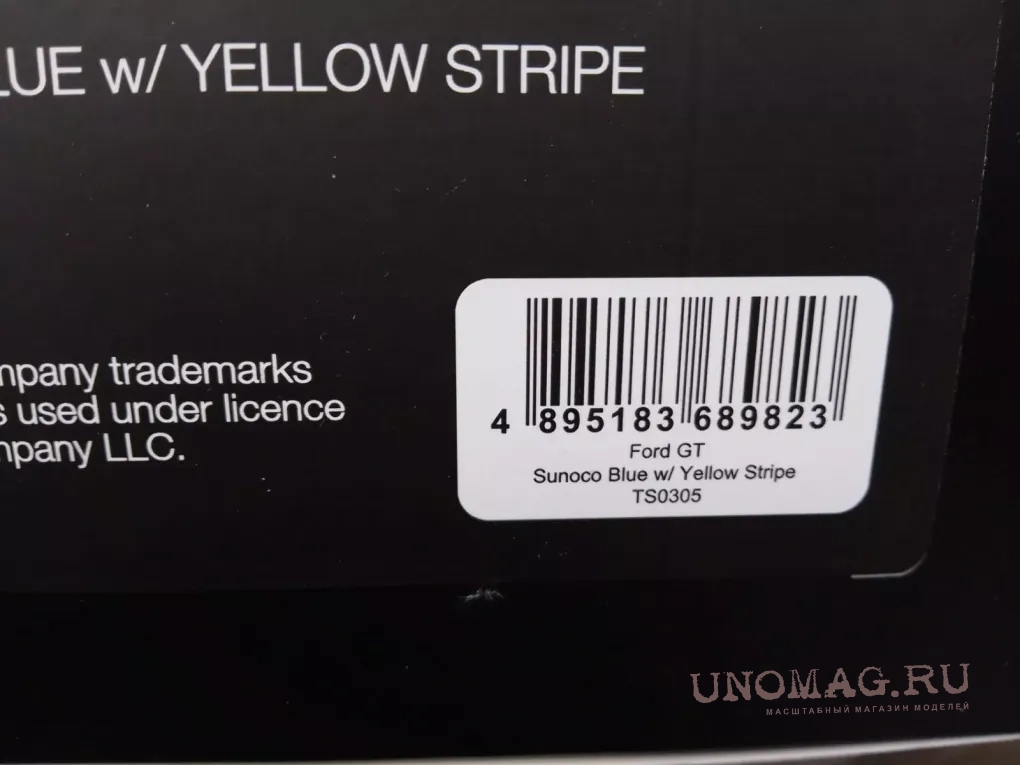 LUE w/ YELLOW STRIPE
mpany trademarks
s used under licence
mpany LLC.
4 895183 689823
Ford GT
Sunoco Blue w/ Yellow Stripe
TS0305
UNOMAG.RU
МАСШТАБНЫЙ МАГАЗИН МОДЕЛЕЙ